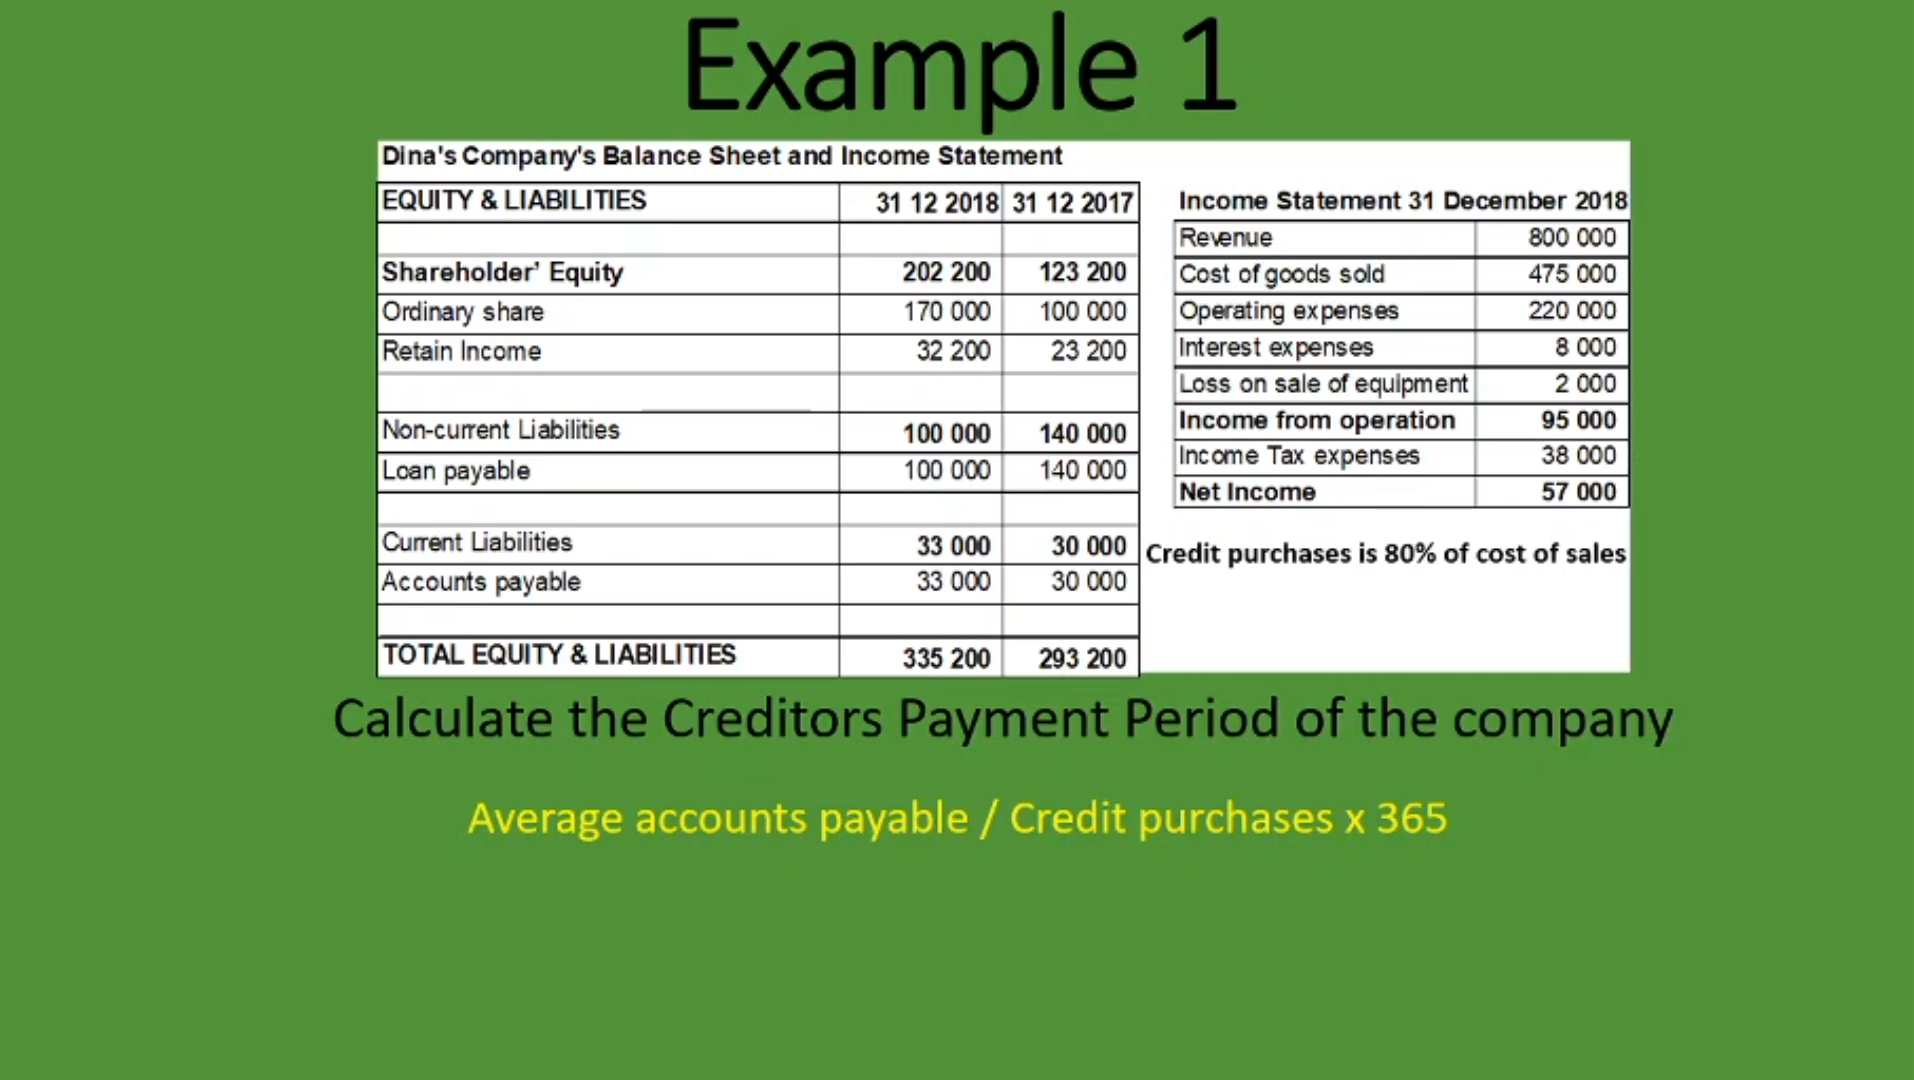 Example 1
Dina's Company's Balance Sheet and Income Statement
EQUITY & LIABILITIES 31 12 2018 31 12 2017
Shareholder' Equity 202 200 123 200
Ordinary share 170 000 100 000
Retain Income 32 200 23 200
Non-current Liabilities 100 000 140 000
Loan payable 100 000 140 000
Current Liabilities 33 000 30 000
Accounts payable 33 000 30 000
TOTAL EQUITY & LIABILITIES 335 200 293 200
Income Statement 31 December 2018
Revenue 800 000
Cost of goods sold 475 000
Operating expenses 220 000
Interest expenses 8 000
Loss on sale of equipment 2 000
Income from operation 95 000
Income Tax expenses 38 000
Net Income 57 000
Credit purchases is 80% of cost of sales
Calculate the Creditors Payment Period of the company
Average accounts payable / Credit purchases x 365